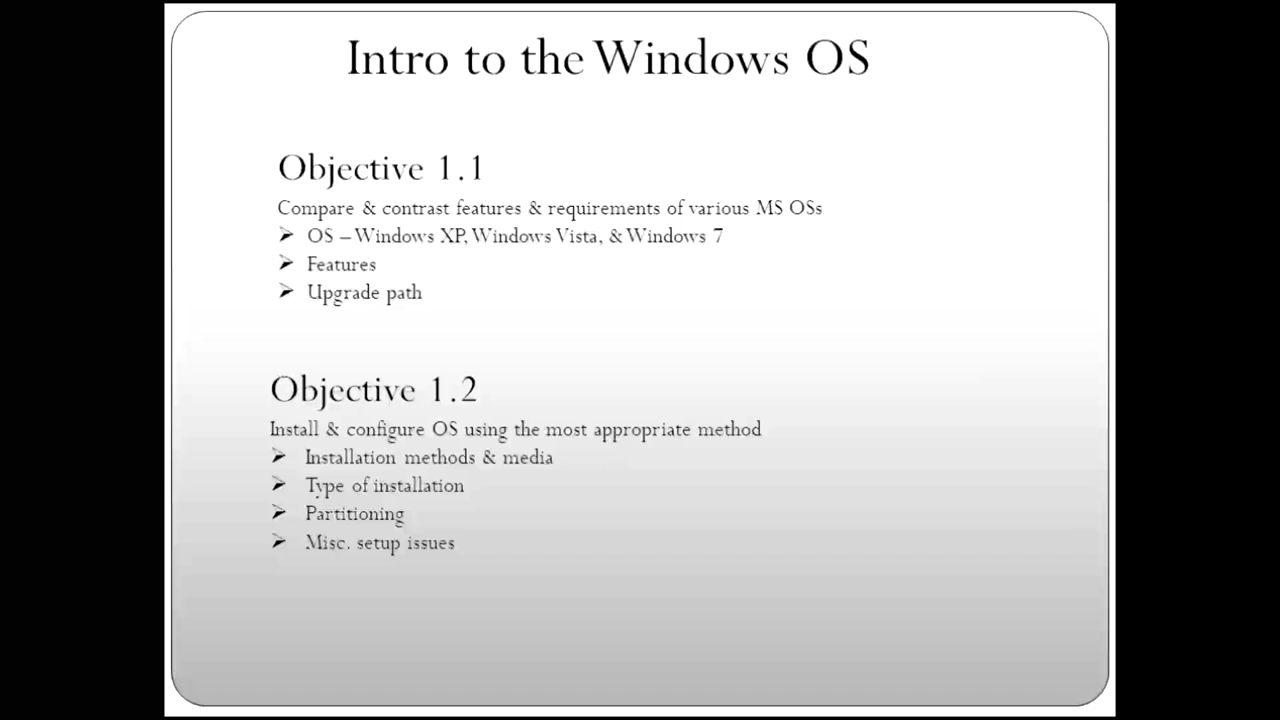 Intro to the Windows OS
Objective 1.1
Compare & contrast features & requirements of various MS OSs
➢ OS – Windows XP, Windows Vista, & Windows 7
➢ Features
➢ Upgrade path
Objective 1.2
Install & configure OS using the most appropriate method
➢ Installation methods & media
➢ Type of installation
➢ Partitioning
➢ Misc. setup issues